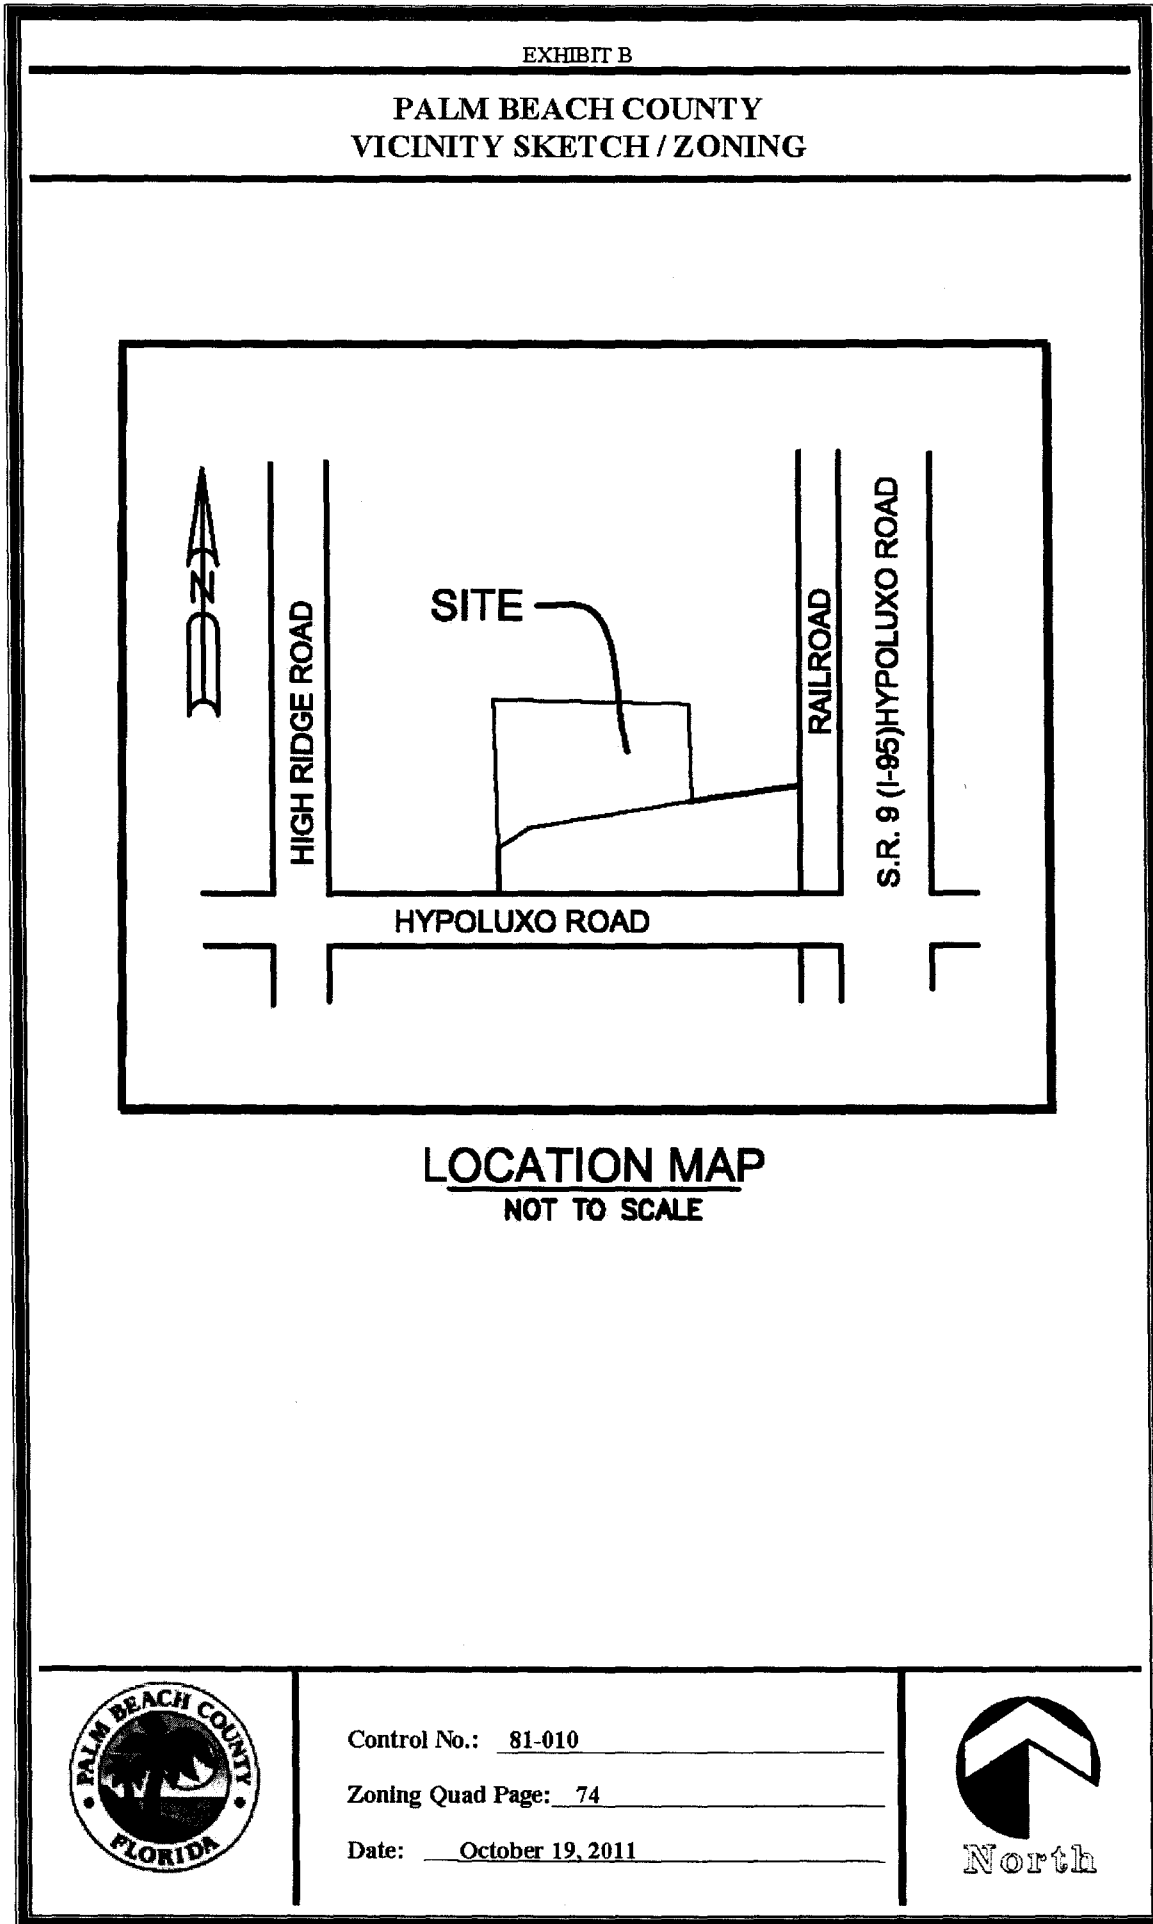 EXHIBIT B
PALM BEACH COUNTY
VICINITY SKETCH / ZONING
N
HIGH RIDGE ROAD
SITE
RAILROAD
S.R. 9 (I-95)HYPOLUXO ROAD
HYPOLUXO ROAD
LOCATION MAP
NOT TO SCALE
PALM BEACH COUNTY
FLORIDA
Control No.: 81-010
Zoning Quad Page: 74
Date: October 19, 2011
North